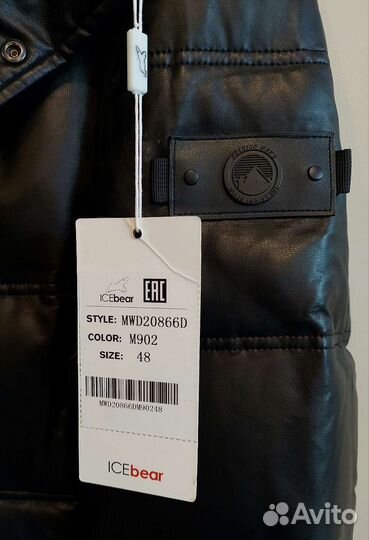 ICEbear
EAC
STYLE: MWD20866D
COLOR: M902
SIZE: 48
MWD20866DM90248
ICEbear
Avito